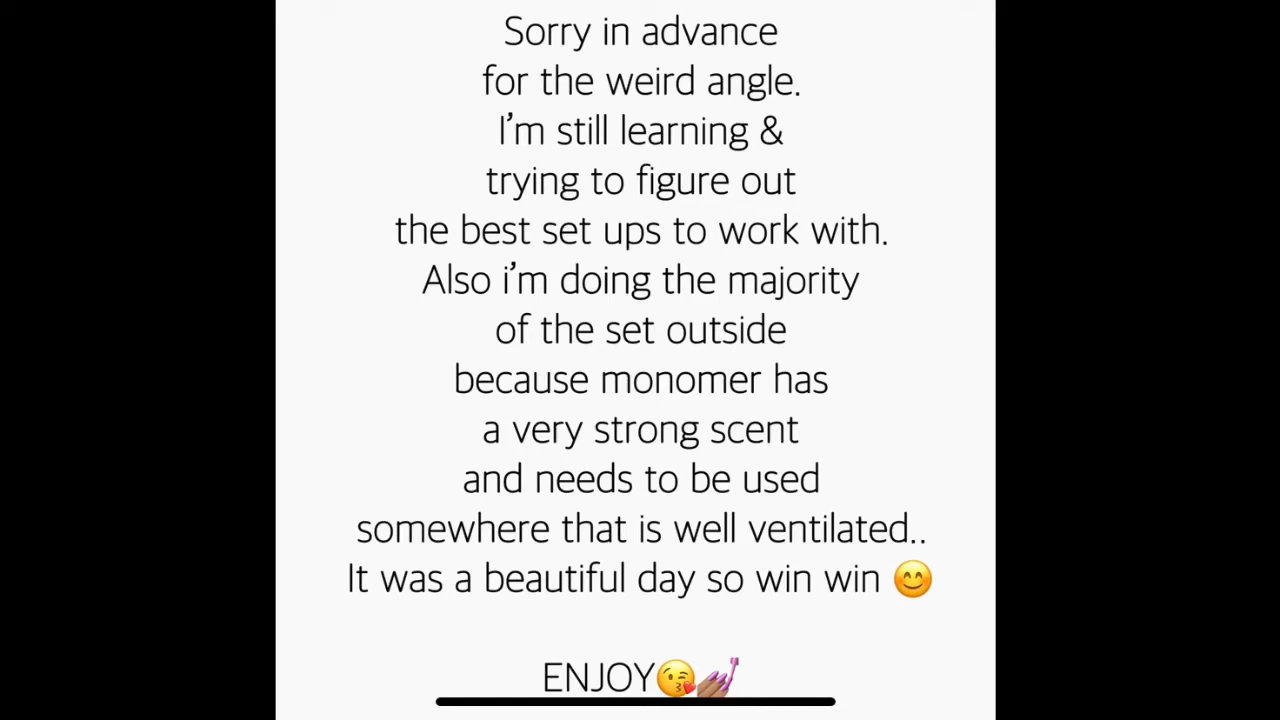 Sorry in advance
for the weird angle.
I'm still learning &
trying to figure out
the best set ups to work with.
Also i'm doing the majority
of the set outside
because monomer has
a very strong scent
and needs to be used
somewhere that is well ventilated..
It was a beautiful day so win win 😊
ENJOY😘💅🏽